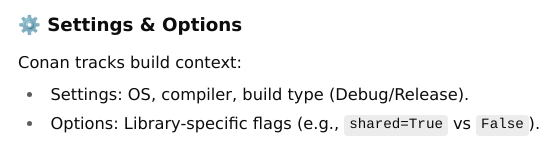 ⚙️ Settings & Options
Conan tracks build context:
• Settings: OS, compiler, build type (Debug/Release).
• Options: Library-specific flags (e.g., shared=True vs False).